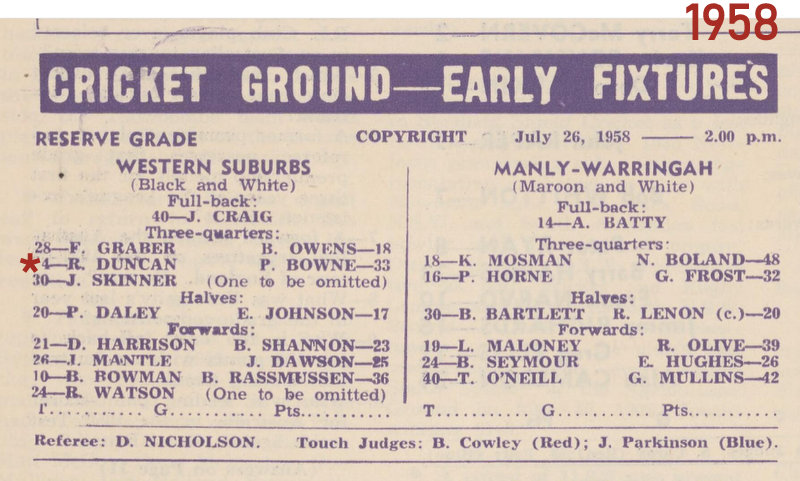 1958
CRICKET GROUND—EARLY FIXTURES
RESERVE GRADE COPYRIGHT July 26, 1958 —— 2.00 p.m.
WESTERN SUBURBS
(Black and White)
Full-back:
40—J. CRAIG
Three-quarters:
28—F. GRABER B. OWENS—18
*4—R. DUNCAN P. BOWNE—33
30—J. SKINNER (One to be omitted)
Halves:
20—P. DALEY E. JOHNSON—17
Forwards:
21—D. HARRISON B. SHANNON—23
26—J. MANTLE J. DAWSON—25
10—B. BOWMAN B. RASSMUSSEN—36
24—R. WATSON (One to be omitted)
T............ G............ Pts............
MANLY-WARRINGAH
(Maroon and White)
Full-back:
14—A. BATTY
Three-quarters:
18—K. MOSMAN N. BOLAND—48
16—P. HORNE G. FROST—32
Halves:
30—B. BARTLETT R. LENON (c.)—20
Forwards:
19—L. MALONEY R. OLIVE—39
24—B. SEYMOUR E. HUGHES—26
40—T. O'NEILL G. MULLINS—42
T............ G............ Pts............
Referee: D. NICHOLSON. Touch Judges: B. Cowley (Red); J. Parkinson (Blue).